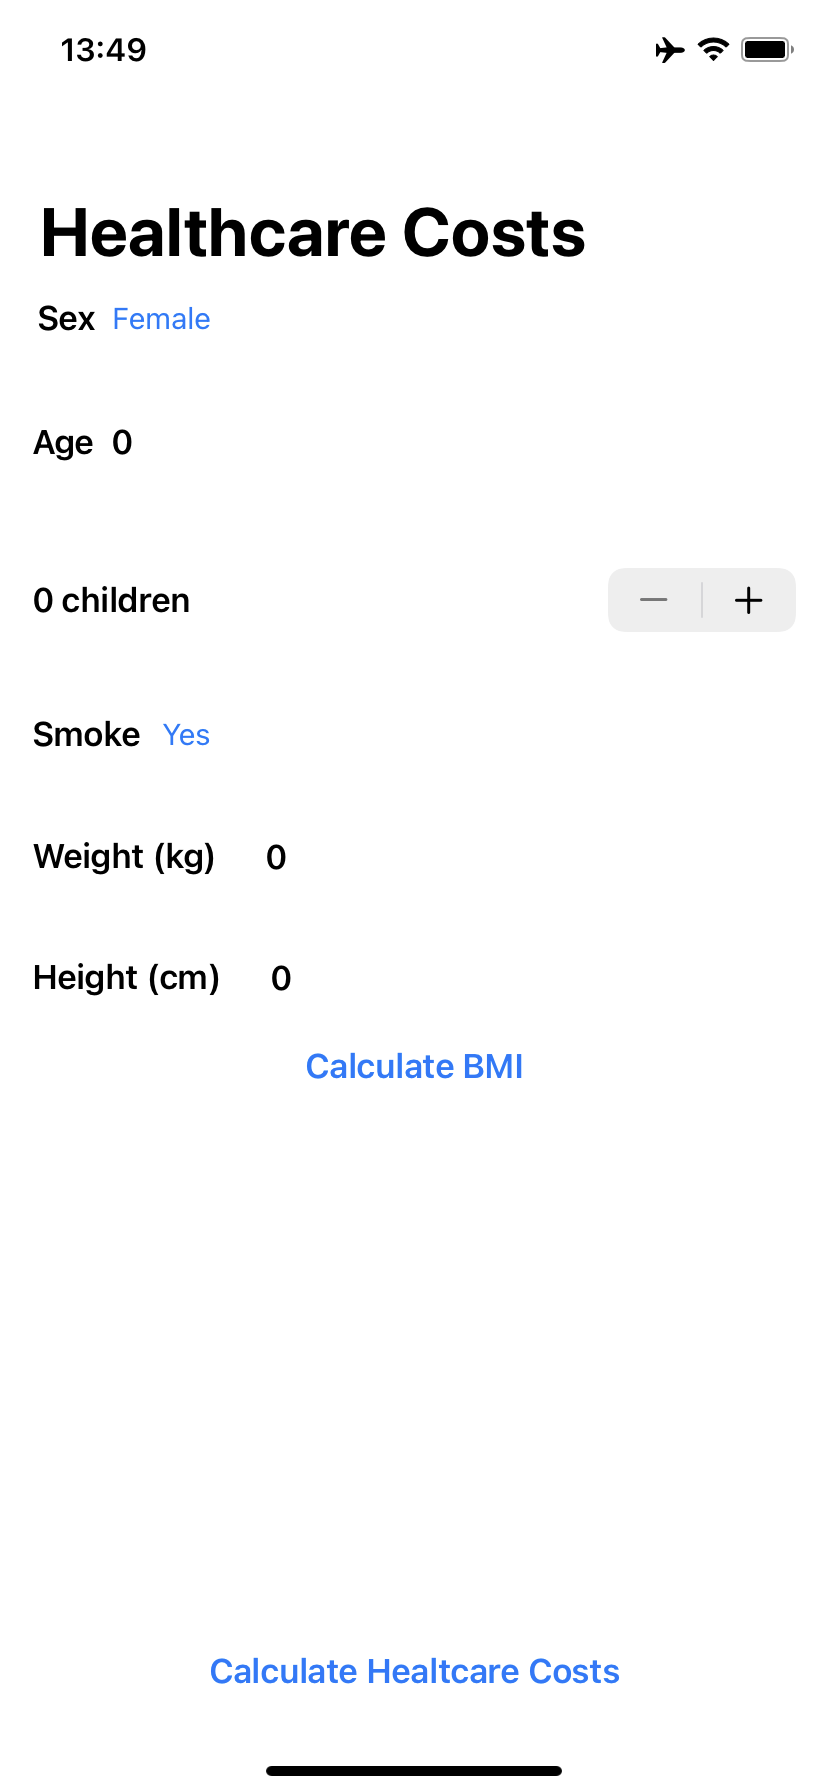 13:49
Healthcare Costs
Sex Female
Age 0
0 children
Smoke Yes
Weight (kg) 0
Height (cm) 0
Calculate BMI
Calculate Healtcare Costs